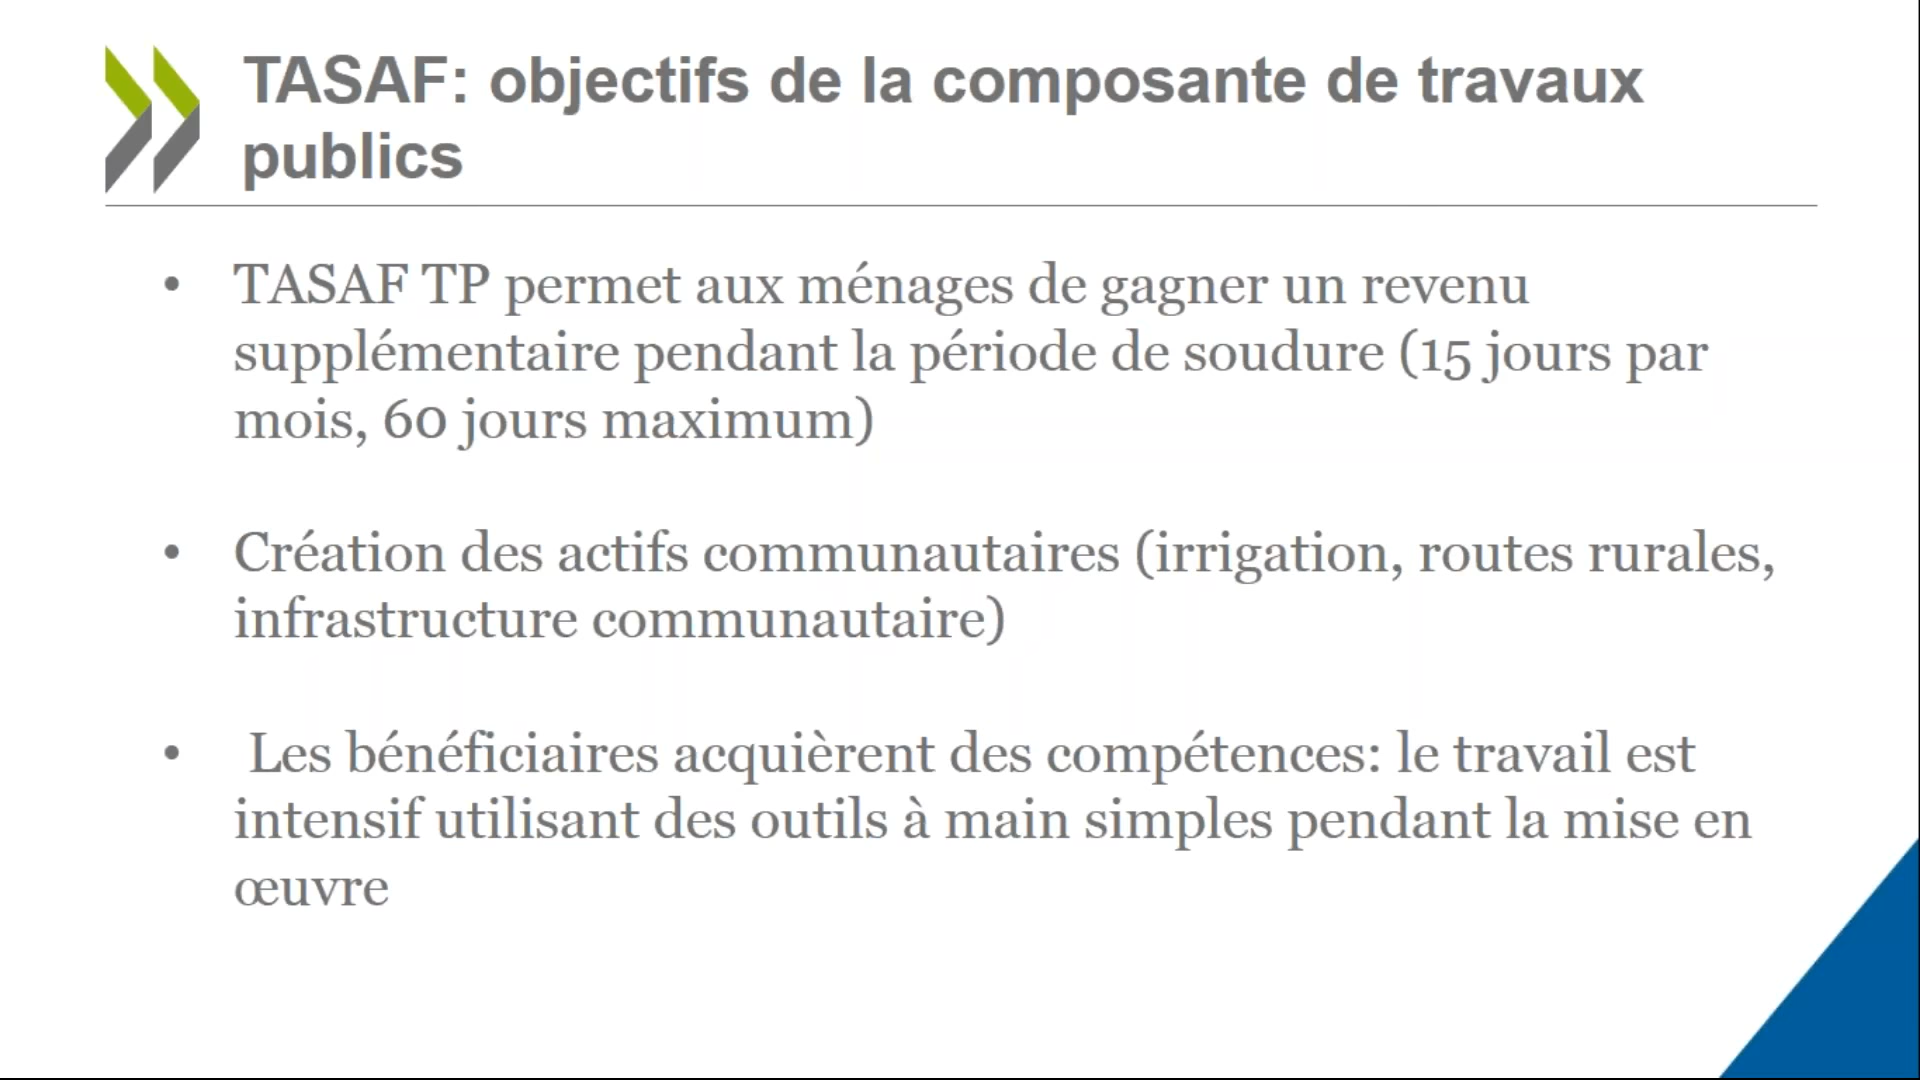 TASAF: objectifs de la composante de travaux
publics
• TASAF TP permet aux ménages de gagner un revenu
supplémentaire pendant la période de soudure (15 jours par
mois, 60 jours maximum)
• Création des actifs communautaires (irrigation, routes rurales,
infrastructure communautaire)
• Les bénéficiaires acquièrent des compétences: le travail est
intensif utilisant des outils à main simples pendant la mise en
œuvre